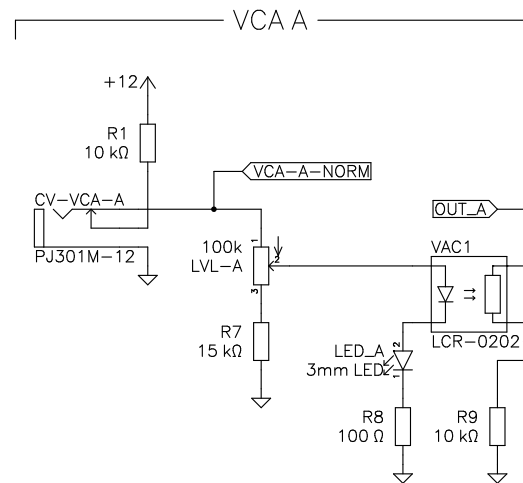 VCA A
+12
R1
10 kΩ
CV-VCA-A
VCA-A-NORM
PJ301M-12
OUT_A
100k
LVL-A
1
2
3
VAC1
LCR-0202
R7
15 kΩ
LED_A
3mm LED
2
1
R8
100 Ω
R9
10 kΩ